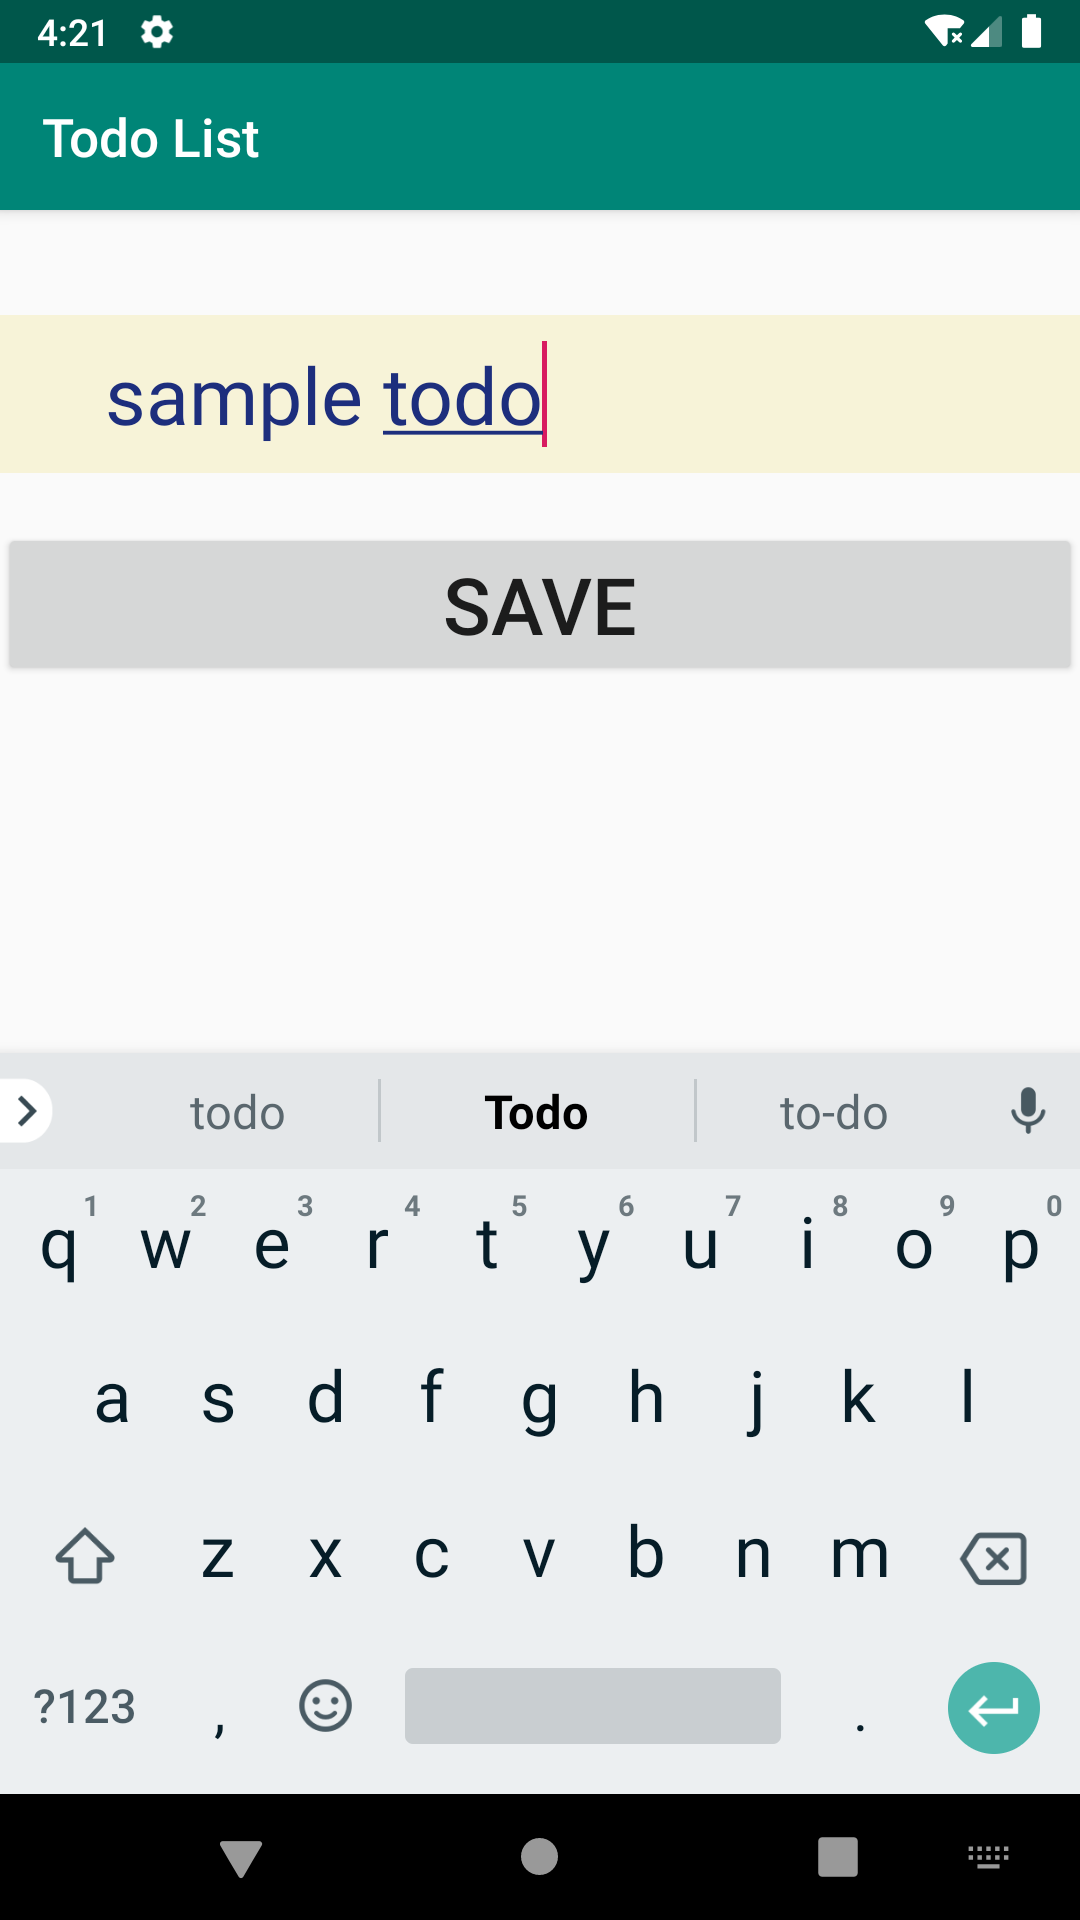 4:21
Todo List
sample todo
SAVE
todo Todo to-do
1 2 3 4 5 6 7 8 9 0
q w e r t y u i o p
a s d f g h j k l
z x c v b n m
?123 , .